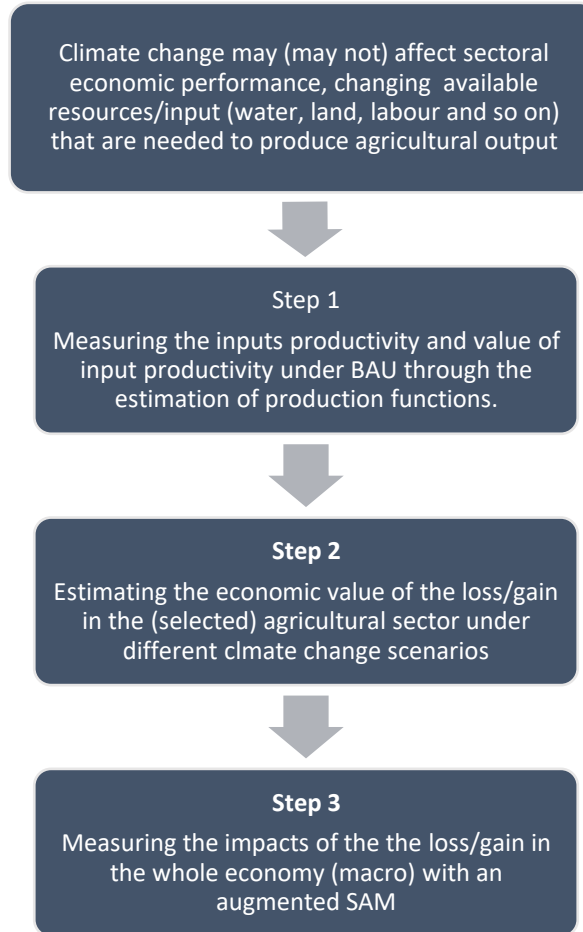 Climate change may (may not) affect sectoral
economic performance, changing  available
resources/input (water, land, labour and so on)
that are needed to produce agricultural output
Step 1
Measuring the inputs productivity and value of
input productivity under BAU through the
estimation of production functions.
Step 2
Estimating the economic value of the loss/gain
in the (selected) agricultural sector under
different clmate change scenarios
Step 3
Measuring the impacts of the the loss/gain in
the whole economy (macro) with an
augmented SAM